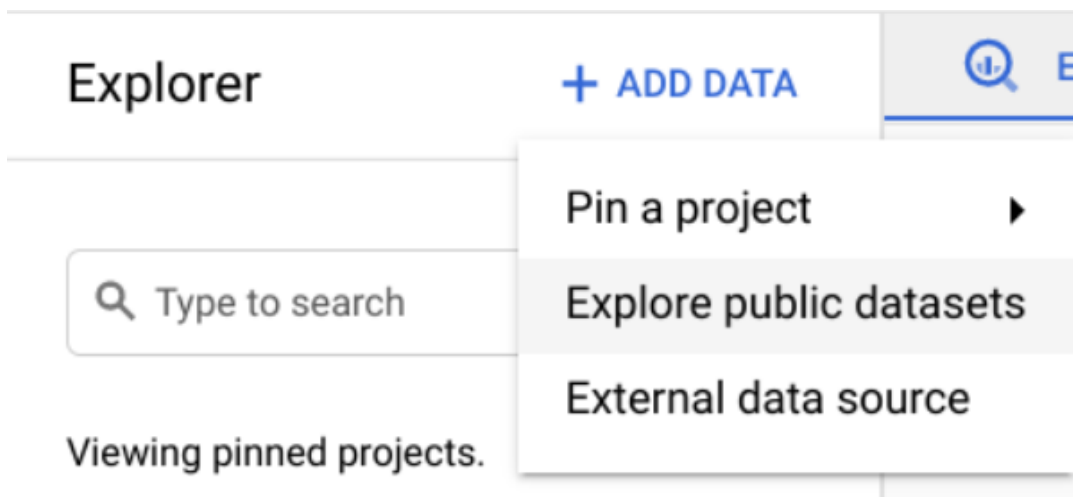 Explorer
+ ADD DATA
E
Pin a project
Explore public datasets
Type to search
External data source
Viewing pinned projects.